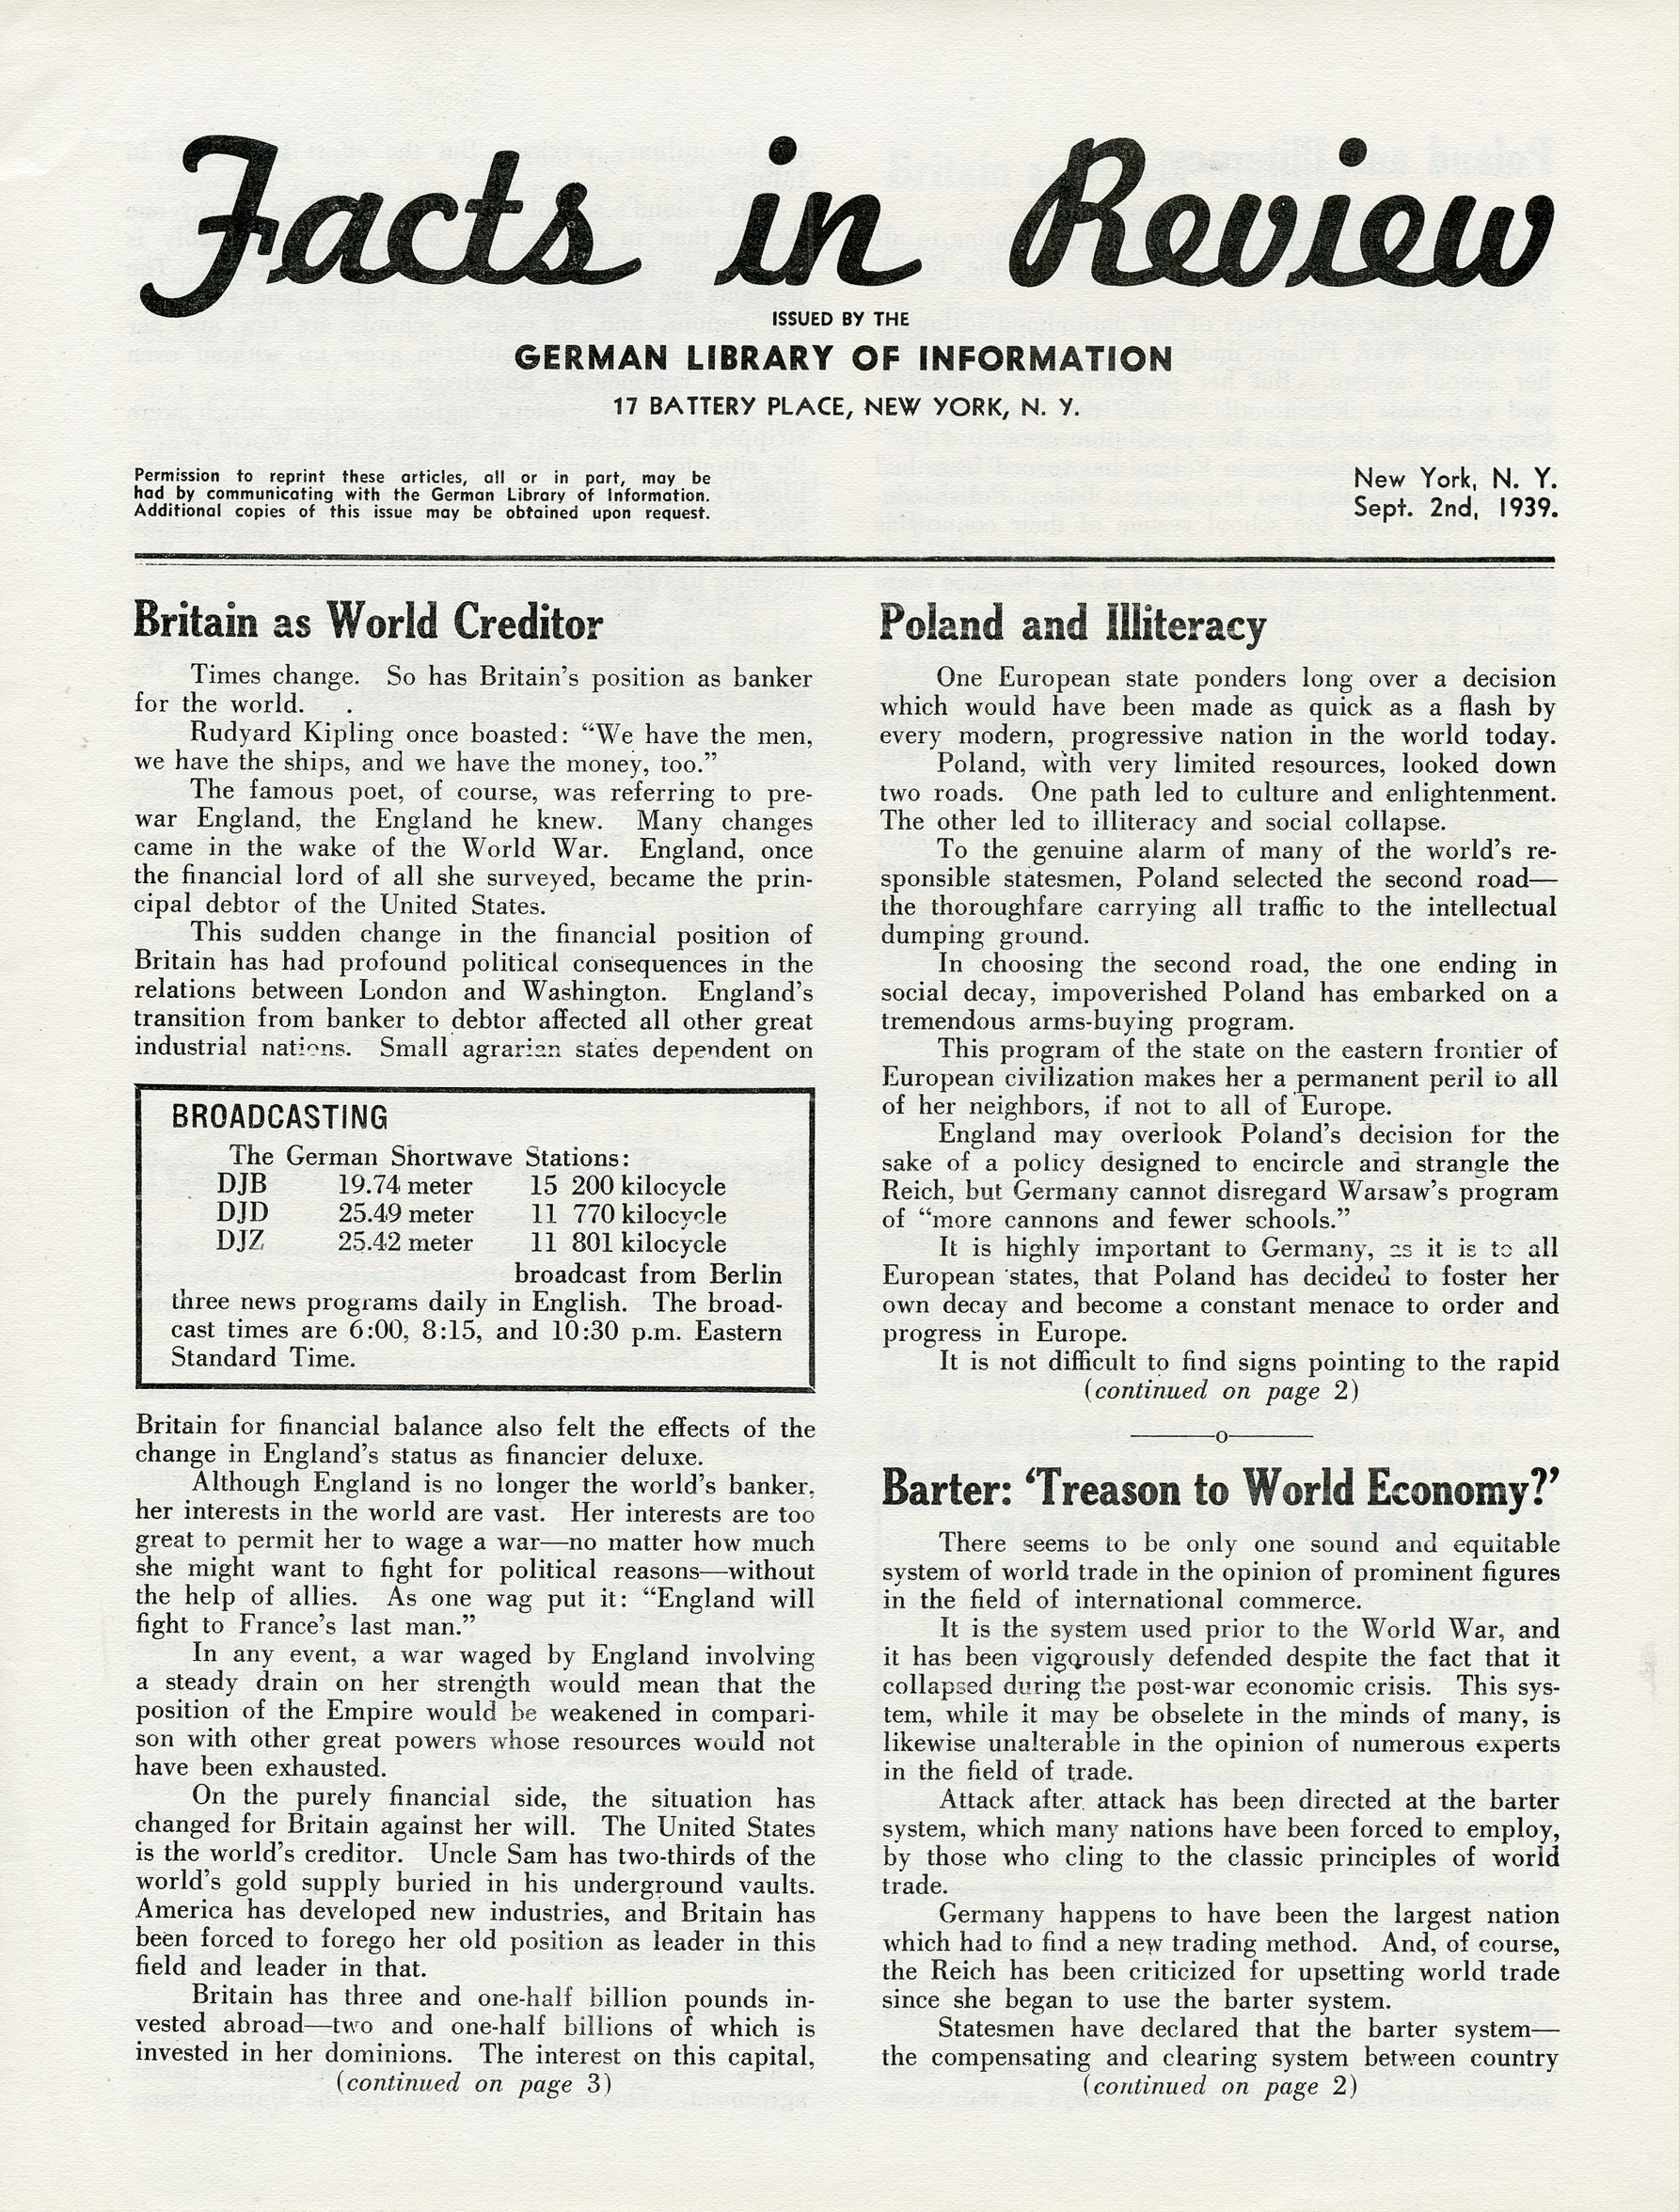 Facts in Review
ISSUED BY THE
GERMAN LIBRARY OF INFORMATION
17 BATTERY PLACE, NEW YORK, N. Y.
Permission to reprint these articles, all or in part, may be
had by communicating with the German Library of Information.
Additional copies of this issue may be obtained upon request.
New York, N. Y.
Sept. 2nd, 1939.
Britain as World Creditor
Times change. So has Britain's position as banker
for the world.
Rudyard Kipling once boasted: “We have the men,
we have the ships, and we have the money, too.”
The famous poet, of course, was referring to pre-
war England, the England he knew. Many changes
came in the wake of the World War. England, once
the financial lord of all she surveyed, became the prin-
cipal debtor of the United States.
This sudden change in the financial position of
Britain has had profound political consequences in the
relations between London and Washington. England's
transition from banker to debtor affected all other great
industrial nations. Small agrarian states dependent on
BROADCASTING
The German Shortwave Stations:
DJB 19.74 meter 15 200 kilocycle
DJD 25.49 meter 11 770 kilocycle
DJZ 25.42 meter 11 801 kilocycle
broadcast from Berlin
three news programs daily in English. The broad-
cast times are 6:00, 8:15, and 10:30 p.m. Eastern
Standard Time.
Britain for financial balance also felt the effects of the
change in England's status as financier deluxe.
Although England is no longer the world's banker,
her interests in the world are vast. Her interests are too
great to permit her to wage a war—no matter how much
she might want to fight for political reasons—without
the help of allies. As one wag put it: “England will
fight to France's last man.”
In any event, a war waged by England involving
a steady drain on her strength would mean that the
position of the Empire would be weakened in compari-
son with other great powers whose resources would not
have been exhausted.
On the purely financial side, the situation has
changed for Britain against her will. The United States
is the world's creditor. Uncle Sam has two-thirds of the
world's gold supply buried in his underground vaults.
America has developed new industries, and Britain has
been forced to forego her old position as leader in this
field and leader in that.
Britain has three and one-half billion pounds in-
vested abroad—two and one-half billions of which is
invested in her dominions. The interest on this capital,
(continued on page 3)
Poland and Illiteracy
One European state ponders long over a decision
which would have been made as quick as a flash by
every modern, progressive nation in the world today.
Poland, with very limited resources, looked down
two roads. One path led to culture and enlightenment.
The other led to illiteracy and social collapse.
To the genuine alarm of many of the world's re-
sponsible statesmen, Poland selected the second road—
the thoroughfare carrying all traffic to the intellectual
dumping ground.
In choosing the second road, the one ending in
social decay, impoverished Poland has embarked on a
tremendous arms-buying program.
This program of the state on the eastern frontier of
European civilization makes her a permanent peril to all
of her neighbors, if not to all of Europe.
England may overlook Poland's decision for the
sake of a policy designed to encircle and strangle the
Reich, but Germany cannot disregard Warsaw's program
of “more cannons and fewer schools.”
It is highly important to Germany, as it is to all
European states, that Poland has decided to foster her
own decay and become a constant menace to order and
progress in Europe.
It is not difficult to find signs pointing to the rapid
(continued on page 2)
o
Barter: ‘Treason to World Economy?’
There seems to be only one sound and equitable
system of world trade in the opinion of prominent figures
in the field of international commerce.
It is the system used prior to the World War, and
it has been vigorously defended despite the fact that it
collapsed during the post-war economic crisis. This sys-
tem, while it may be obselete in the minds of many, is
likewise unalterable in the opinion of numerous experts
in the field of trade.
Attack after attack has been directed at the barter
system, which many nations have been forced to employ,
by those who cling to the classic principles of world
trade.
Germany happens to have been the largest nation
which had to find a new trading method. And, of course,
the Reich has been criticized for upsetting world trade
since she began to use the barter system.
Statesmen have declared that the barter system—
the compensating and clearing system between country
(continued on page 2)